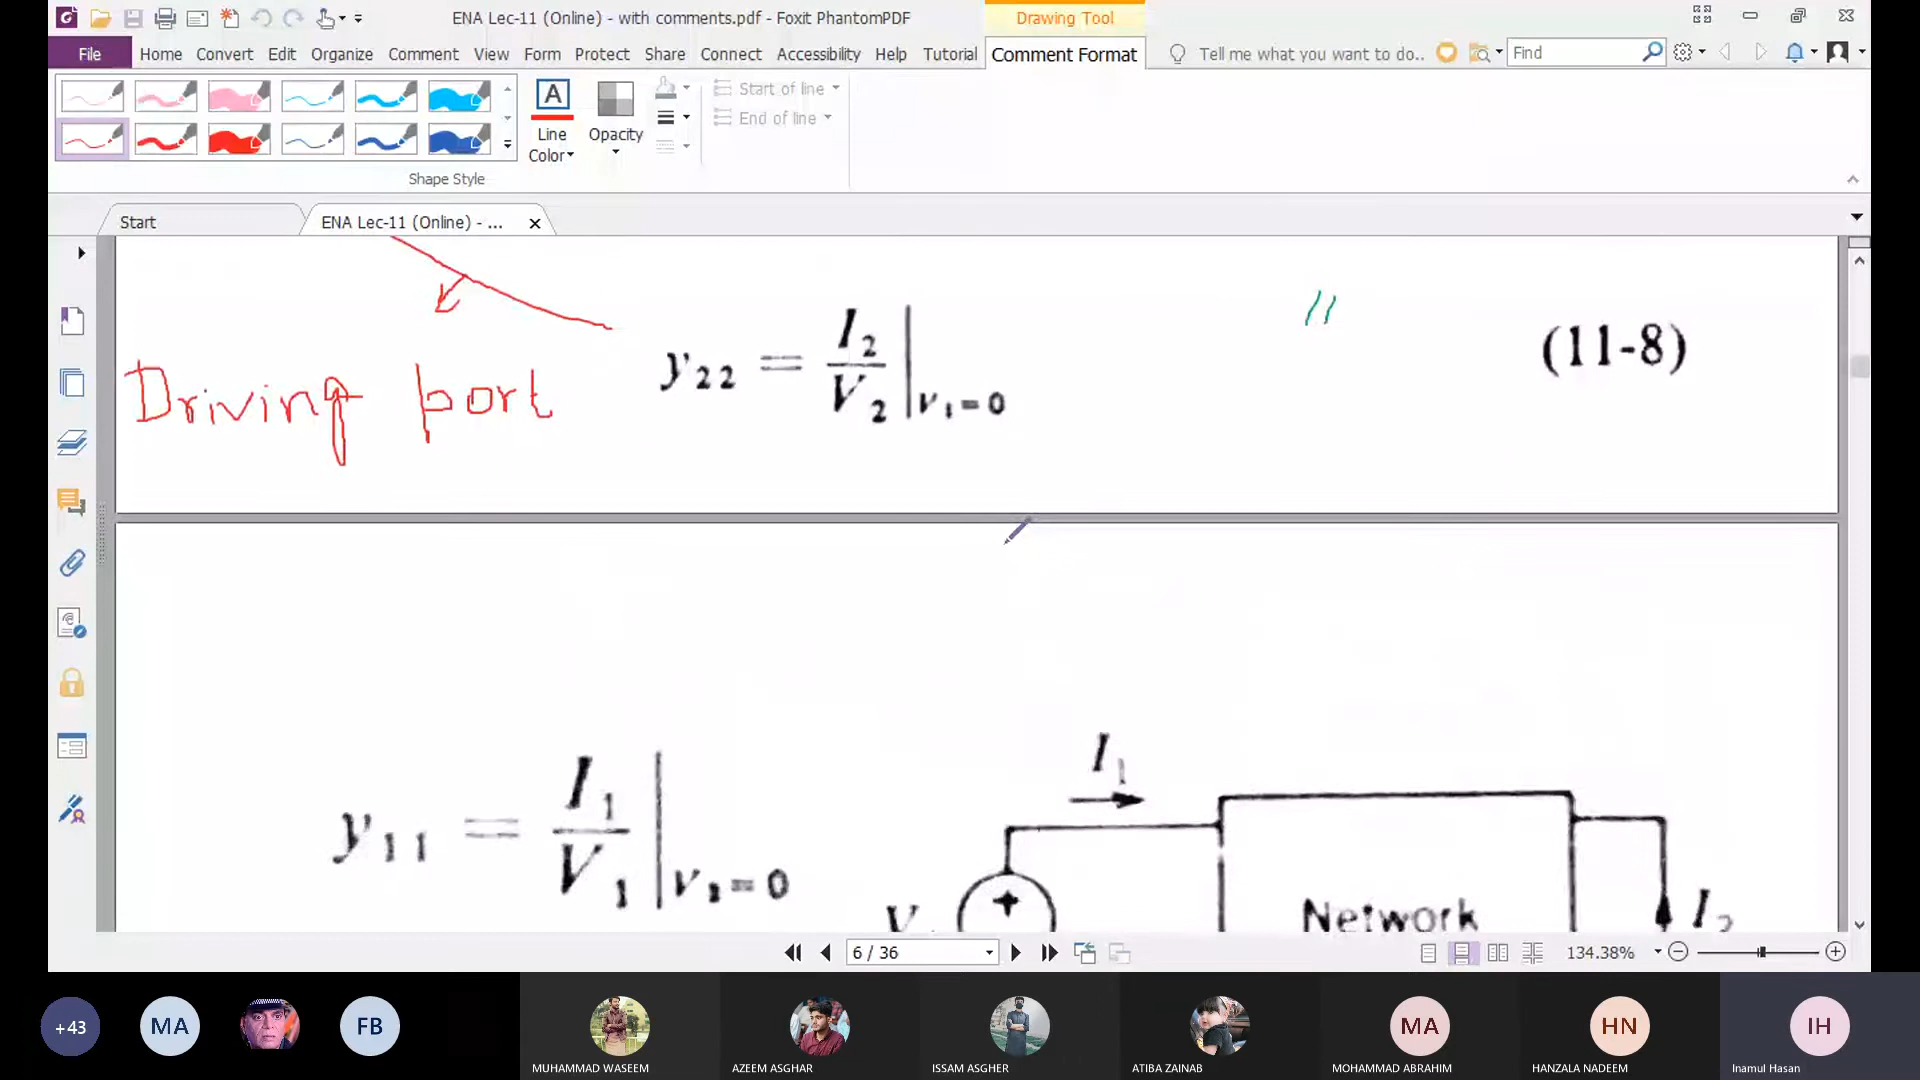 ENA Lec-11 (Online) - with comments.pdf - Foxit PhantomPDF
Drawing Tool
File Home Convert Edit Organize Comment View Form Protect Share Connect Accessibility Help Tutorial Comment Format
Tell me what you want to do..
Find
A
Line Color
Opacity
Start of line
End of line
Shape Style
Start
ENA Lec-11 (Online) - ...
y22 = I2 / V2 | V1 = 0
11
(11-8)
Driving port
y11 = I1 / V1 | V2 = 0
I1
V
+
Network
I2
6 / 36
134.38%
+43
MA
FB
MA
HN
IH
MUHAMMAD WASEEM
AZEEM ASGHAR
ISSAM ASGHER
ATIBA ZAINAB
MOHAMMAD ABRAHIM
HANZALA NADEEM
Inamul Hasan